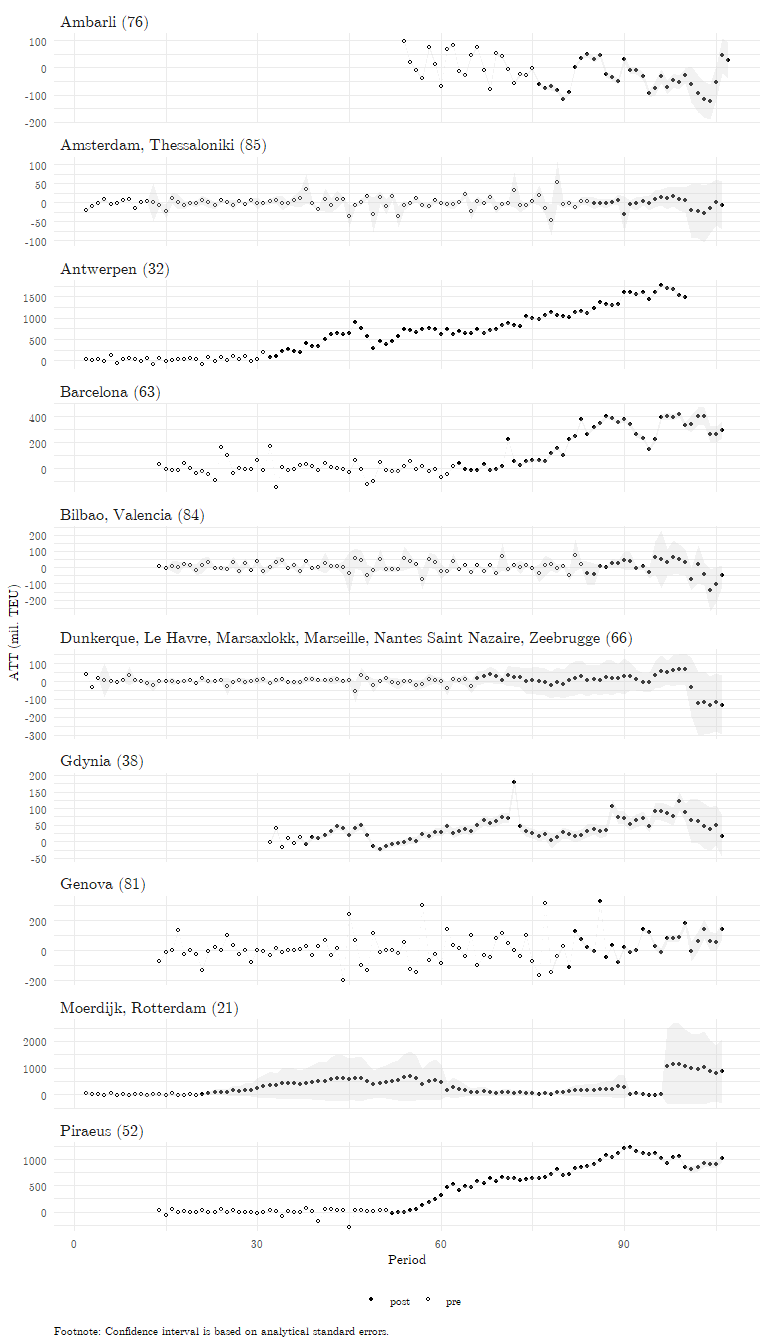 Ambarli (76)
100
0
-100
-200
Amsterdam, Thessaloniki (85)
100
50
0
-50
-100
Antwerpen (32)
1500
1000
500
0
Barcelona (63)
400
200
0
Bilbao, Valencia (84)
200
100
0
-100
-200
ATT (mil. TEU)
Dunkerque, Le Havre, Marsaxlokk, Marseille, Nantes Saint Nazaire, Zeebrugge (66)
100
0
-100
-200
-300
Gdynia (38)
200
150
100
50
0
-50
Genova (81)
200
0
-200
Moerdijk, Rotterdam (21)
2000
1000
0
Piraeus (52)
1000
500
0
0 30 60 90
Period
post pre
Footnote: Confidence interval is based on analytical standard errors.